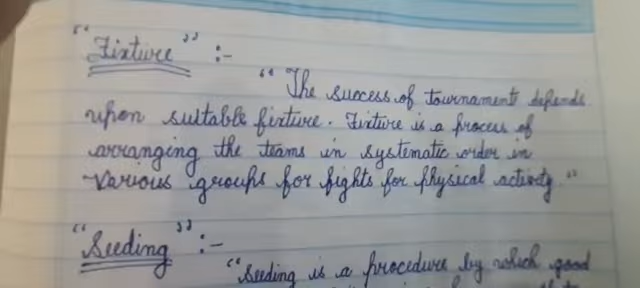 "Fixture" :-
"The success of tournament depends
upon suitable fixture. Fixture is a process of
arranging the teams in systematic order in
various groups for fights for physical activity."
"Seeding" :-
"Seeding is a procedure by which good